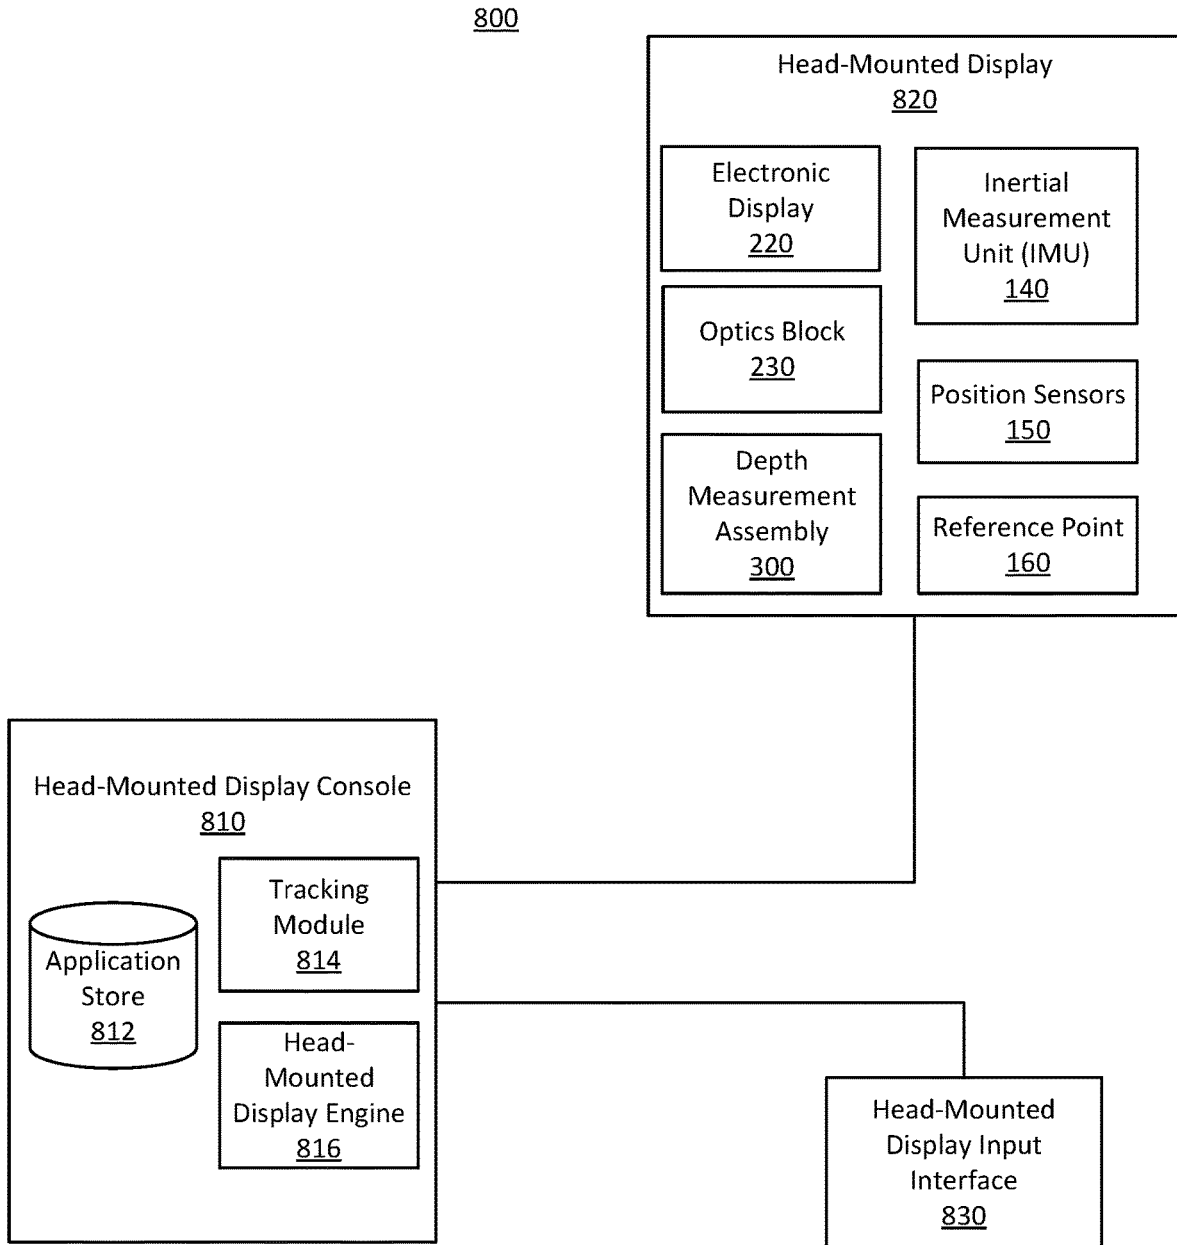 800
Head-Mounted Display
820
Electronic
Display
220
Inertial
Measurement
Unit (IMU)
140
Optics Block
230
Position Sensors
150
Depth
Measurement
Assembly
300
Reference Point
160
Head-Mounted Display Console
810
Tracking
Module
814
Application
Store
812
Head-
Mounted
Display Engine
816
Head-Mounted
Display Input
Interface
830